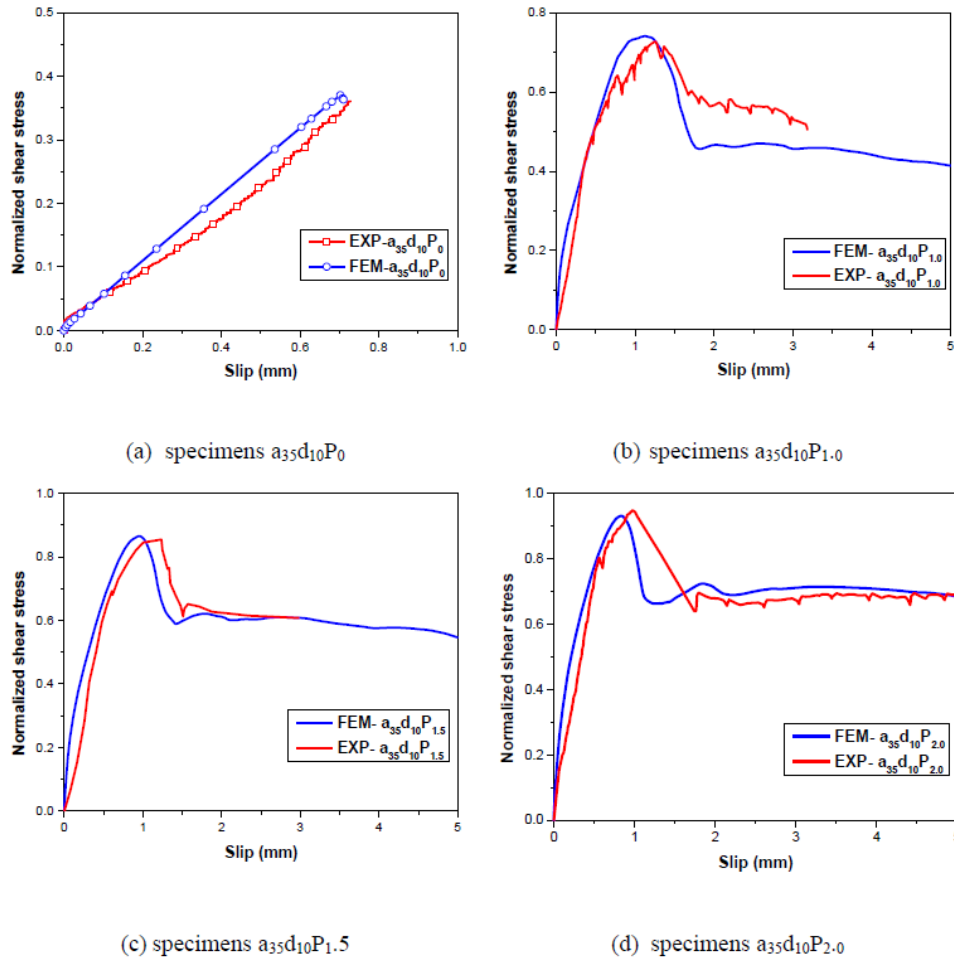 0.5
0.4
0.3
0.2
0.1
0.0
Normalized shear stress
EXP-a₃₅d₁₀P₀
FEM-a₃₅d₁₀P₀
0.0 0.2 0.4 0.6 0.8 1.0
Slip (mm)
(a) specimens a₃₅d₁₀P₀
0.8
0.6
0.4
0.2
0.0
Normalized shear stress
FEM- a₃₅d₁₀P₁.₀
EXP- a₃₅d₁₀P₁.₀
0 1 2 3 4 5
Slip (mm)
(b) specimens a₃₅d₁₀P₁.₀
1.0
0.8
0.6
0.4
0.2
0.0
Normalized shear stress
FEM- a₃₅d₁₀P₁.₅
EXP- a₃₅d₁₀P₁.₅
0 1 2 3 4 5
Slip (mm)
(c) specimens a₃₅d₁₀P₁.5
1.0
0.8
0.6
0.4
0.2
0.0
Normalized shear stress
FEM- a₃₅d₁₀P₂.₀
EXP- a₃₅d₁₀P₂.₀
0 1 2 3 4 5
Slip (mm)
(d) specimens a₃₅d₁₀P₂.₀